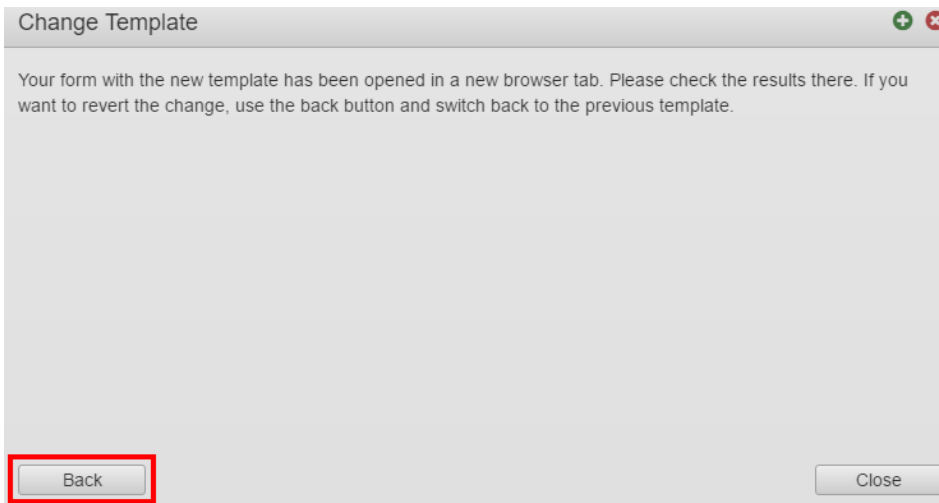 Change Template
Your form with the new template has been opened in a new browser tab. Please check the results there. If you
want to revert the change, use the back button and switch back to the previous template.
Back
Close